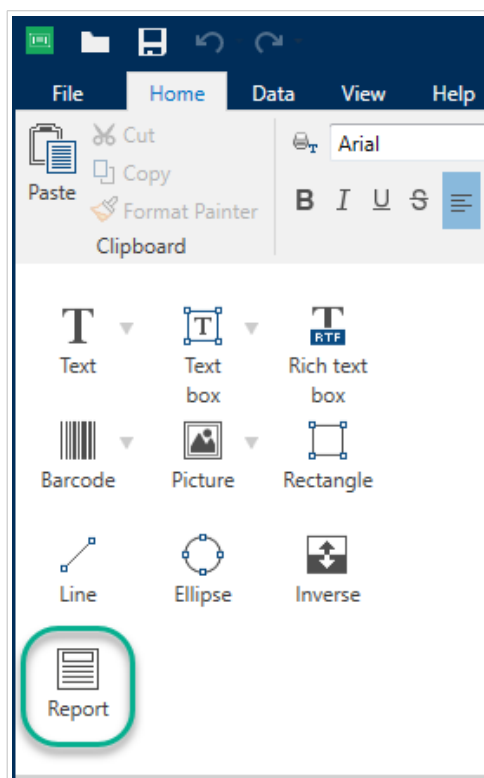 File Home Data View Help
Cut
Copy
Paste
Format Painter
Clipboard
T Arial
B I U S
T T T
RTF
Text Text Rich text
box box
Barcode Picture Rectangle
Line Ellipse Inverse
Report